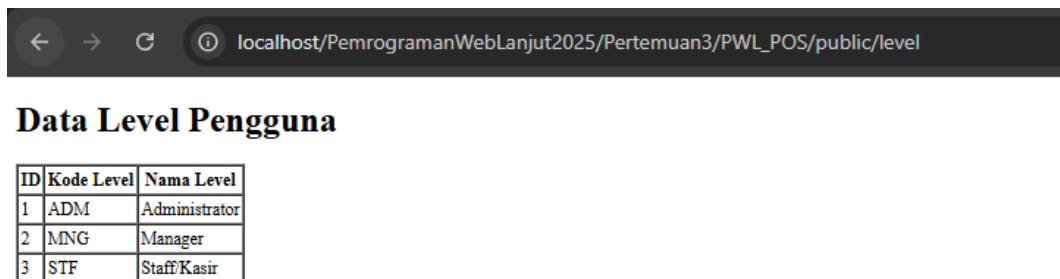 localhost/PemrogramanWebLanjut2025/Pertemuan3/PWL_POS/public/level
Data Level Pengguna
ID Kode Level Nama Level
1 ADM Administrator
2 MNG Manager
3 STF Staff/Kasir